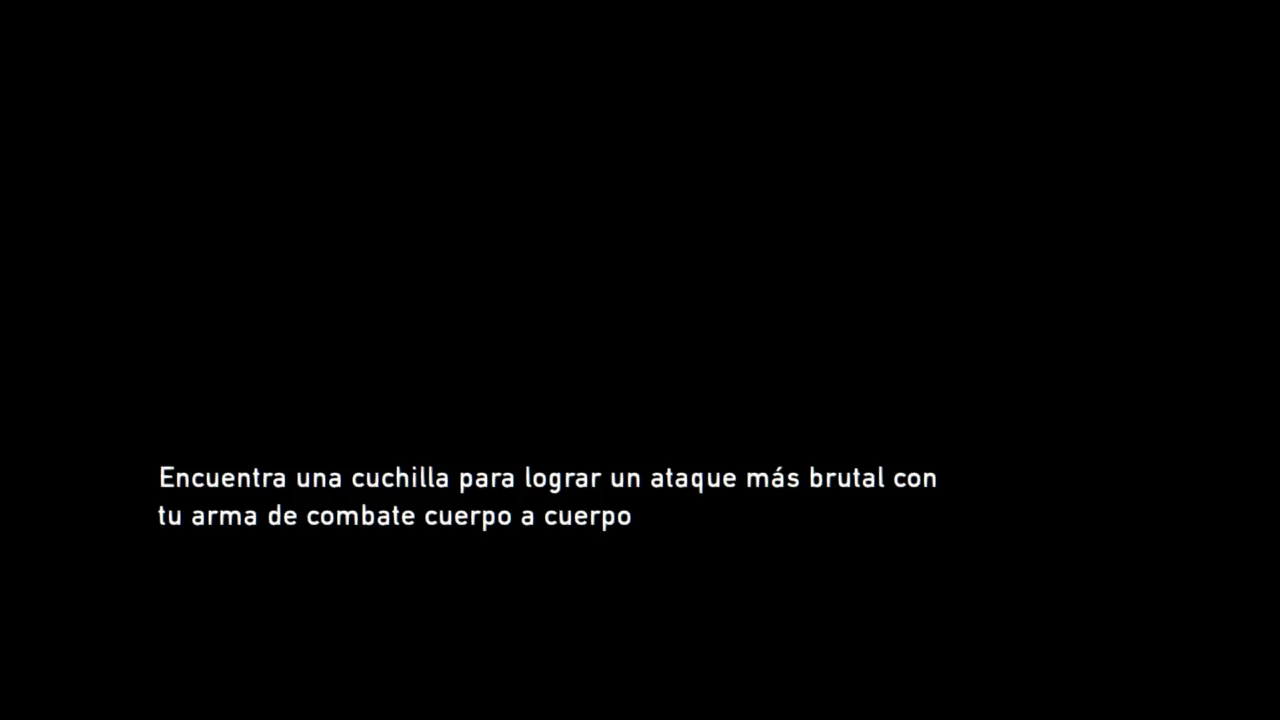 Encuentra una cuchilla para lograr un ataque más brutal con
tu arma de combate cuerpo a cuerpo